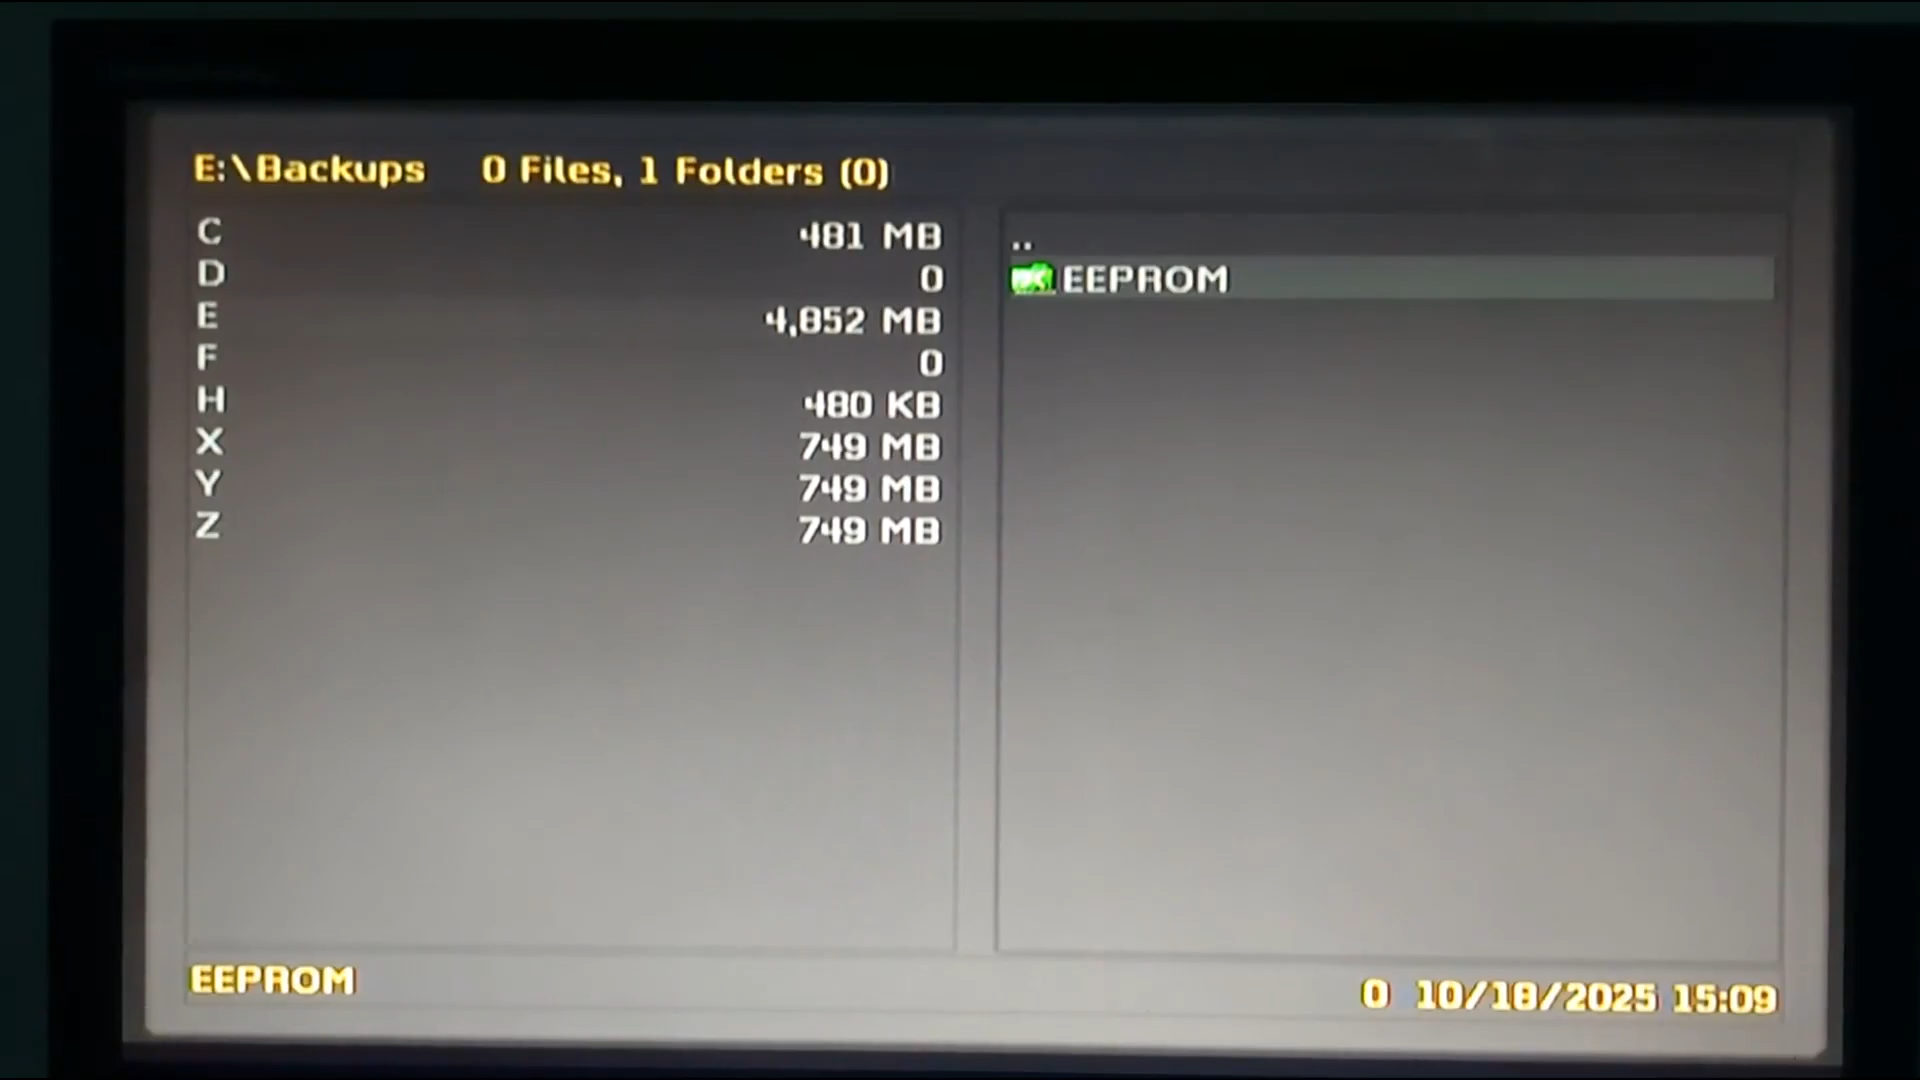 E:\Backups 0 Files, 1 Folders (0)
C 481 MB
D 0
E 4,852 MB
F 0
H 480 KB
X 749 MB
Y 749 MB
Z 749 MB
..
EEPROM
EEPROM
0 10/18/2025 15:09